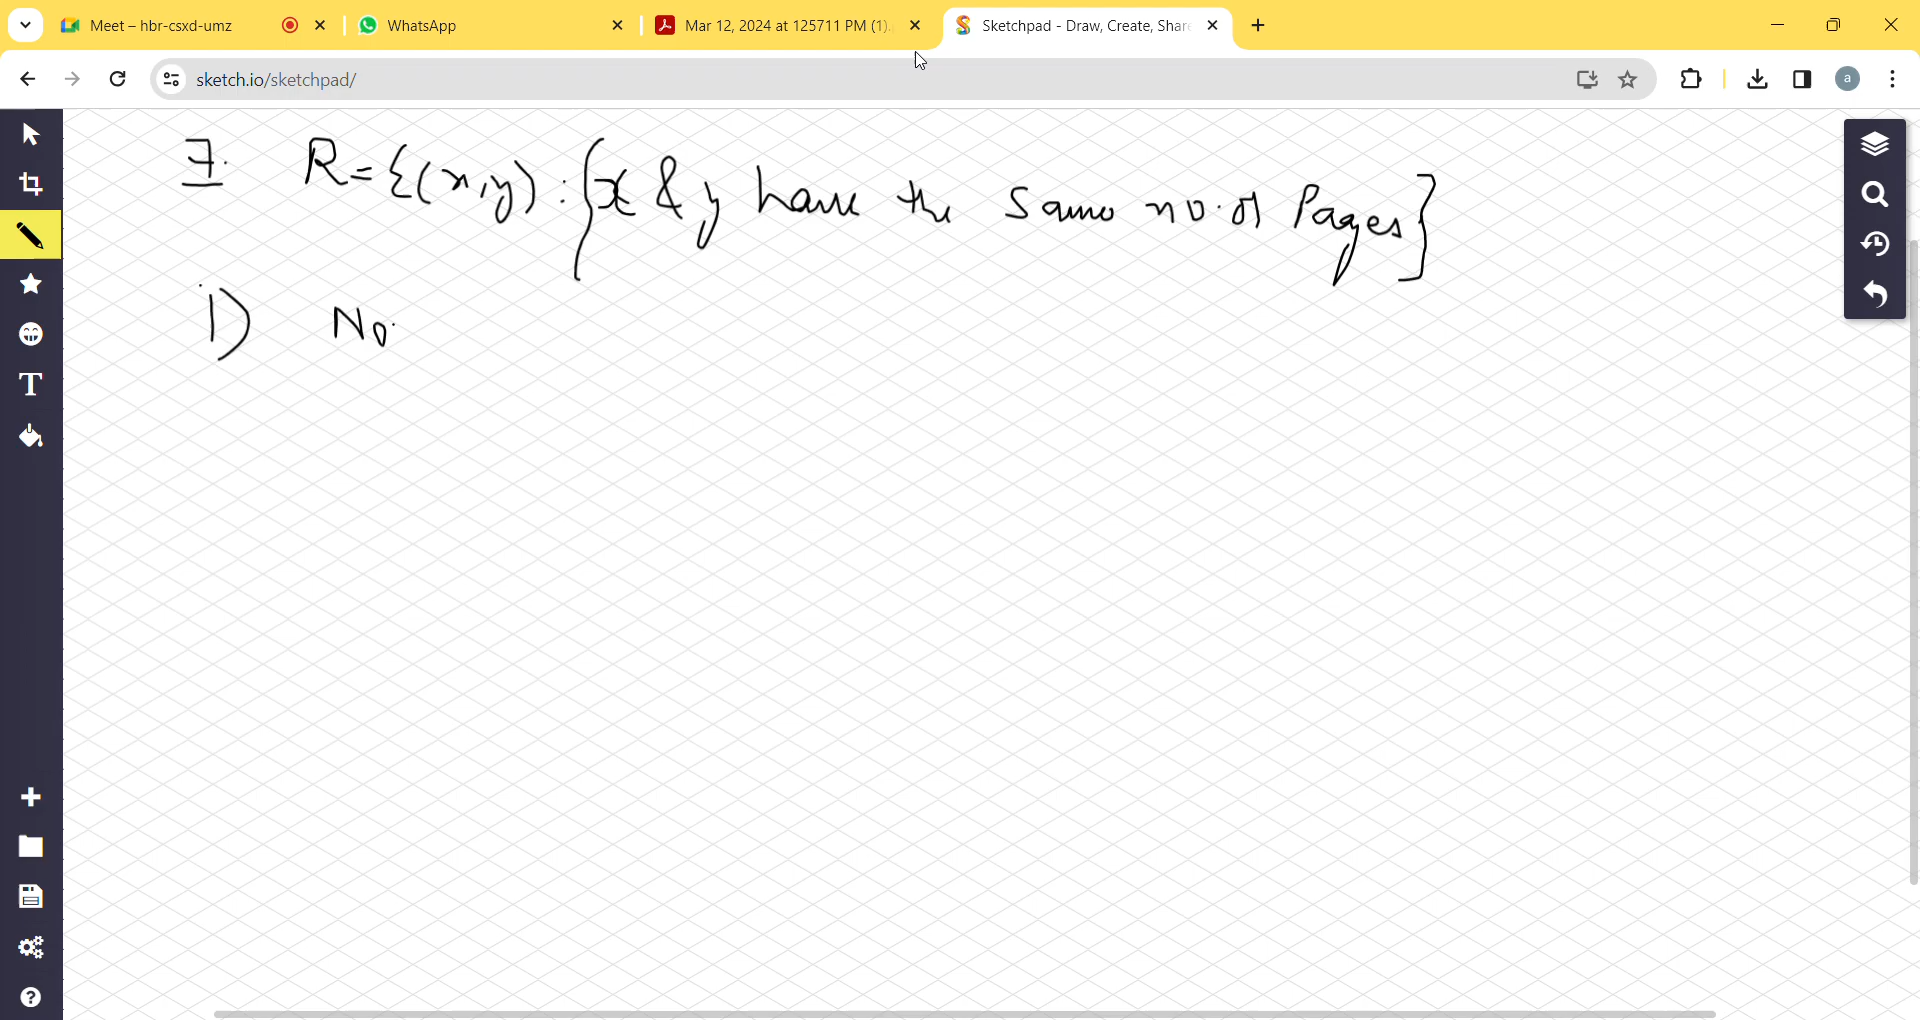 Meet – hbr-csxd-umz
WhatsApp
Mar 12, 2024 at 125711 PM (1).
Sketchpad - Draw, Create, Share
sketch.io/sketchpad/
a
7. R={(x,y) : {x & y have the same no. of Pages}
1) No.
T